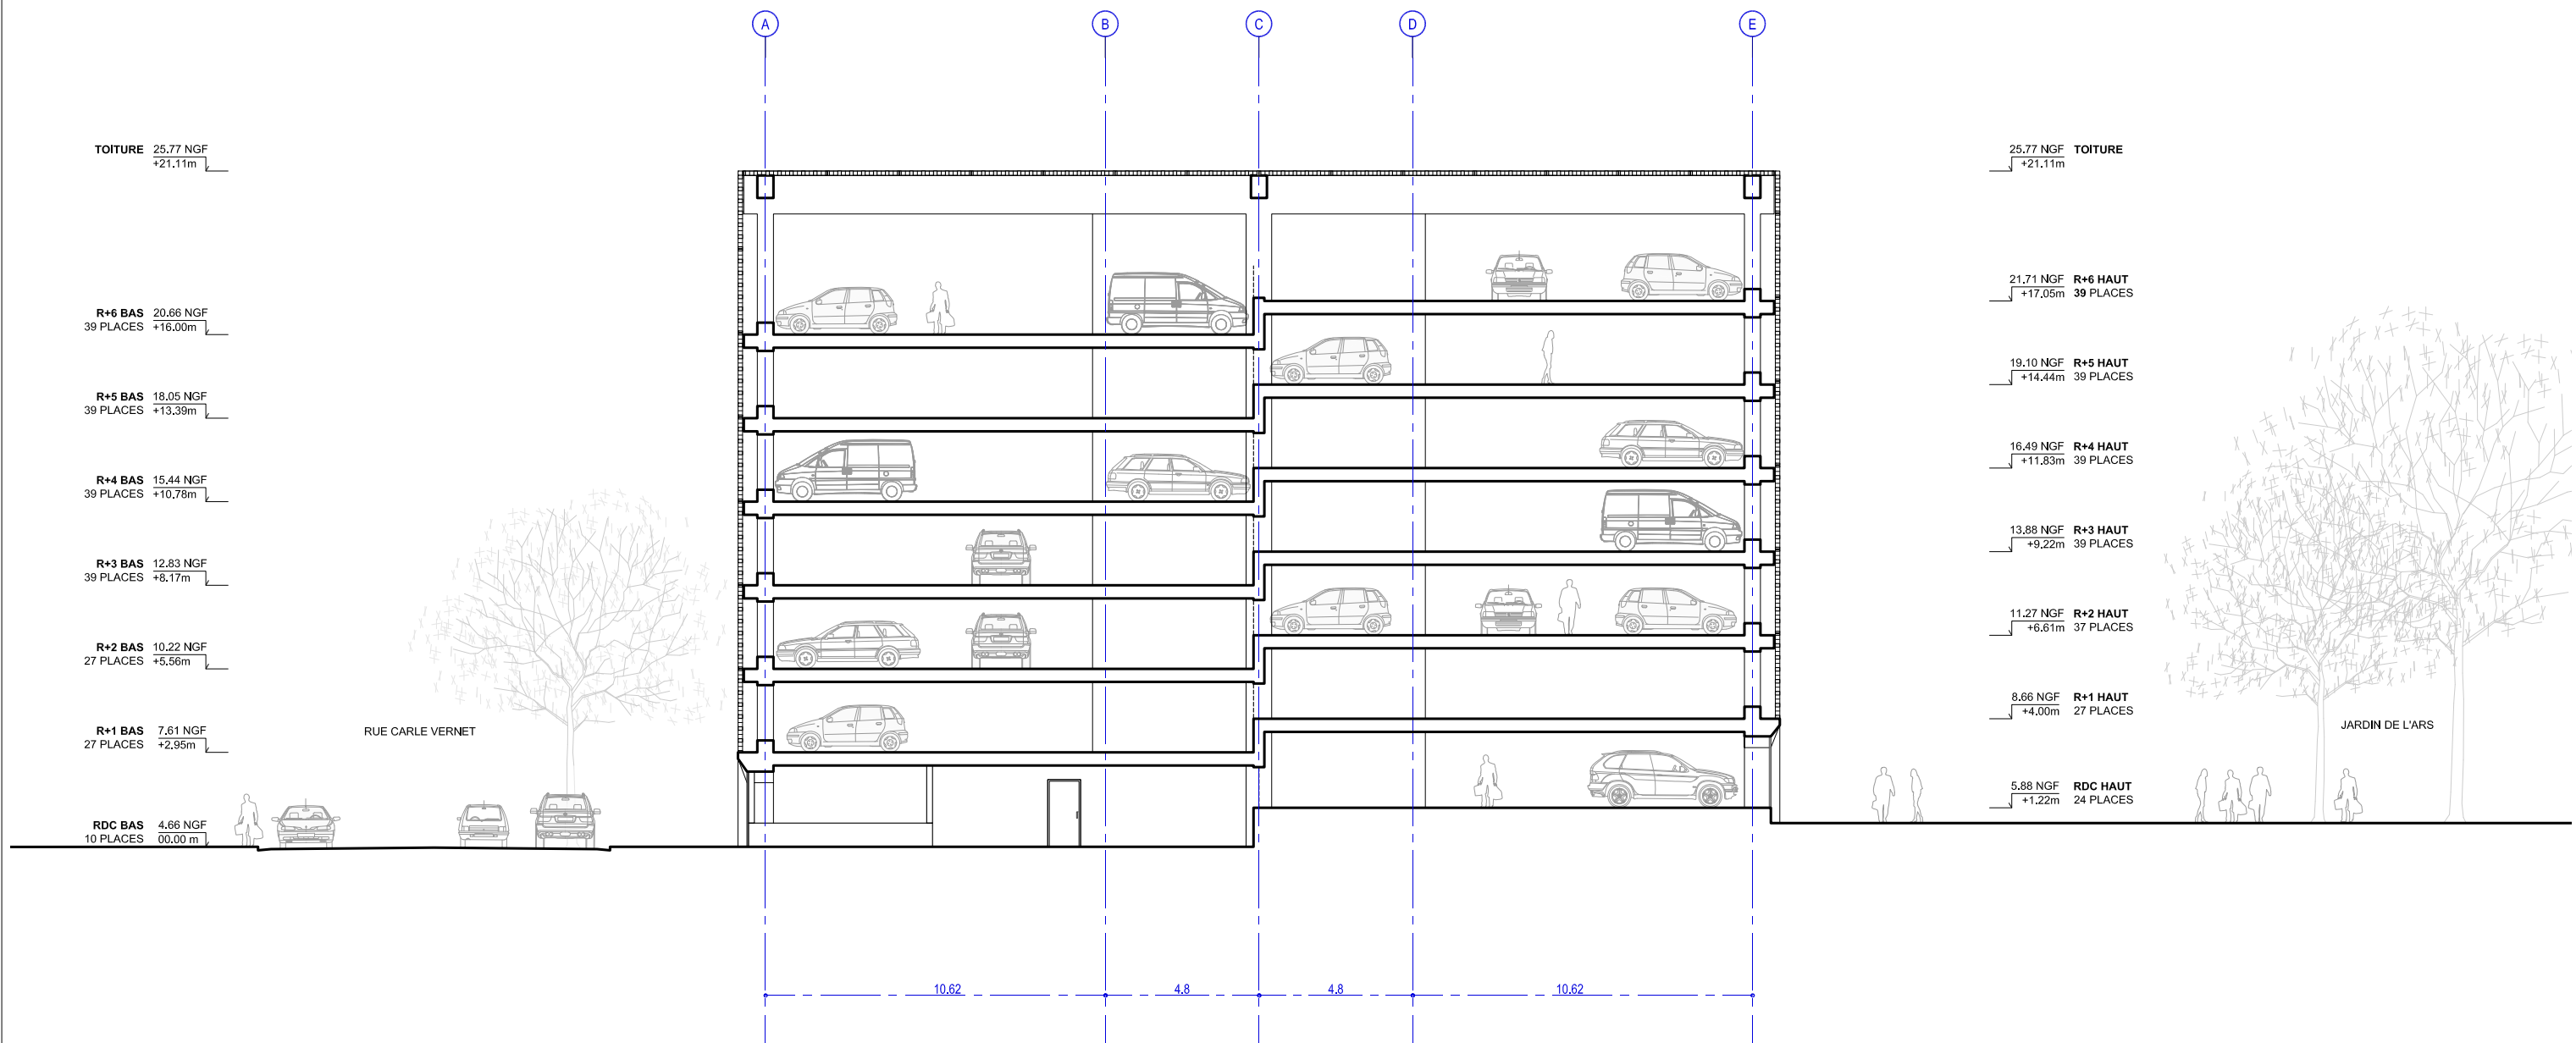 A B C D E
TOITURE 25.77 NGF
+21.11m
25.77 NGF TOITURE
+21.11m
21.71 NGF R+6 HAUT
+17.05m 39 PLACES
R+6 BAS 20.66 NGF
39 PLACES +16.00m
19.10 NGF R+5 HAUT
+14.44m 39 PLACES
R+5 BAS 18.05 NGF
39 PLACES +13.39m
16.49 NGF R+4 HAUT
+11.83m 39 PLACES
R+4 BAS 15.44 NGF
39 PLACES +10.78m
13.88 NGF R+3 HAUT
+9.22m 39 PLACES
R+3 BAS 12.83 NGF
39 PLACES +8.17m
11.27 NGF R+2 HAUT
+6.61m 37 PLACES
R+2 BAS 10.22 NGF
27 PLACES +5.56m
8.66 NGF R+1 HAUT
+4.00m 27 PLACES
R+1 BAS 7.61 NGF
27 PLACES +2.95m
RUE CARLE VERNET
JARDIN DE L'ARS
5.88 NGF RDC HAUT
+1.22m 24 PLACES
RDC BAS 4.66 NGF
10 PLACES 00.00 m
10.62 4.8 4.8 10.62